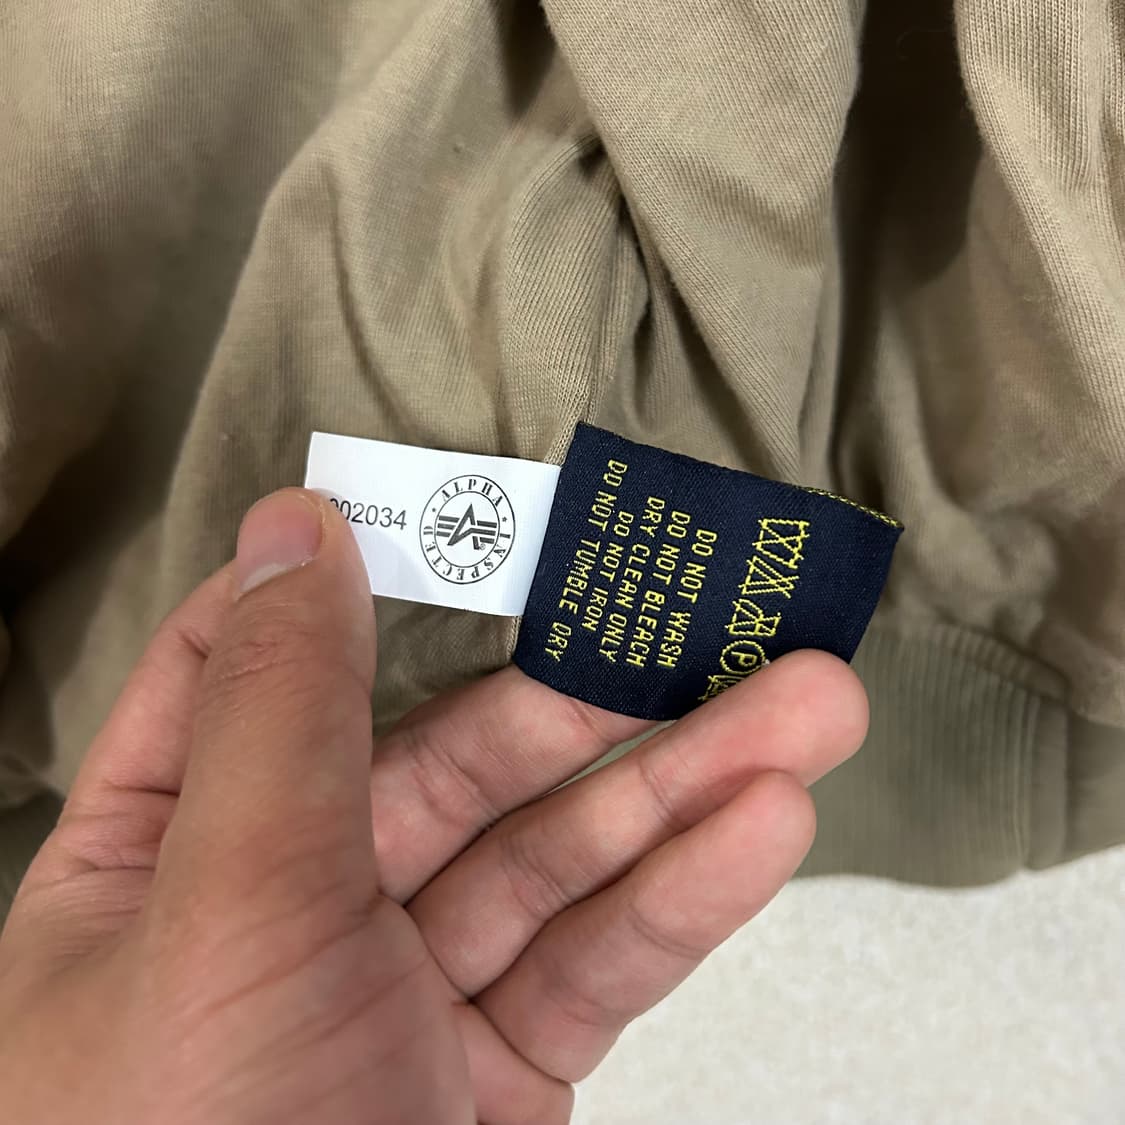 002034
ALPHA
INSPECTED
®
DO NOT WASH
DO NOT BLEACH
DRY CLEAN ONLY
DO NOT IRON
DO NOT TUMBLE DRY
P